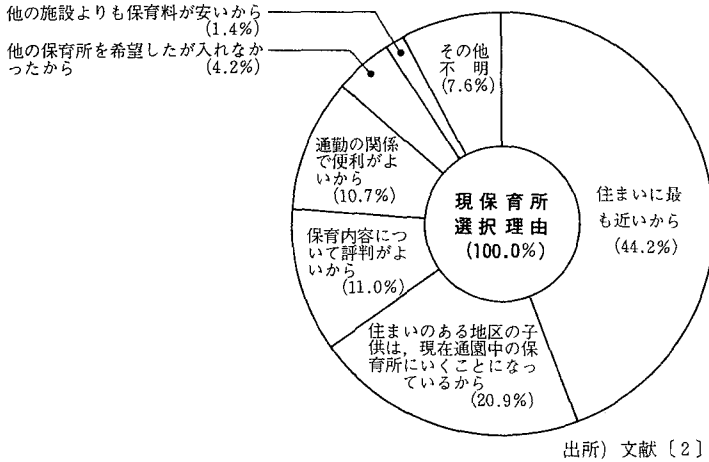 他の施設よりも保育料が安いから
(1.4%)
他の保育所を希望したが入れなか
ったから (4.2%)
その他
不明
(7.6%)
通勤の関係
で便利がよ
いから
(10.7%)
現保育所
選択理由
(100.0%)
住まいに最
も近いから
(44.2%)
保育内容につ
いて評判がよ
いから
(11.0%)
住まいのある地区の子
供は，現在通園中の保
育所にいくことになっ
ているから
(20.9%)
出所）文献〔2〕